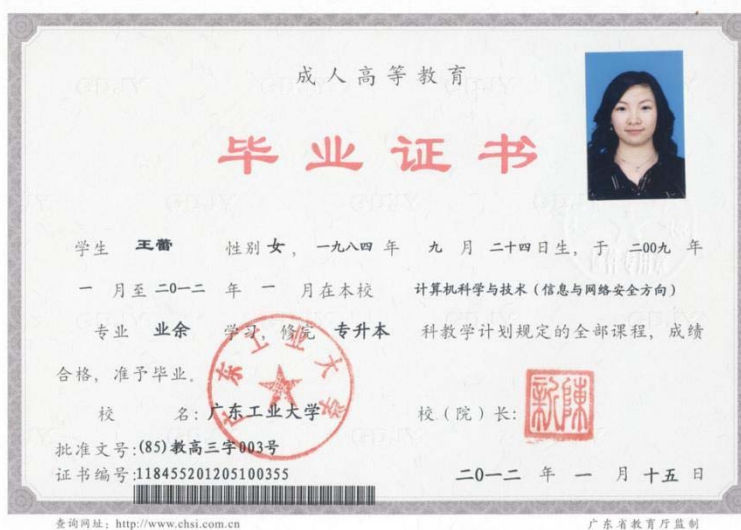 成人高等教育
毕业证书
学生 王蕾 性别 女，一九八四 年 九 月 二十四日生，于 二00九 年
一 月至 二0一二 年 一 月在本校 计算机科学与技术（信息与网络安全方向）
专业 业余 学习，修完 专升本 科教学计划规定的全部课程，成绩
合格，准予毕业。
广东工业大学
校 名：广东工业大学 校（院）长：
批准文号:(85)教高三字003号
证书编号:118455201205100355 二0一二 年 一 月 十五 日
查询网址：http://www.chsi.com.cn 广东省教育厅监制